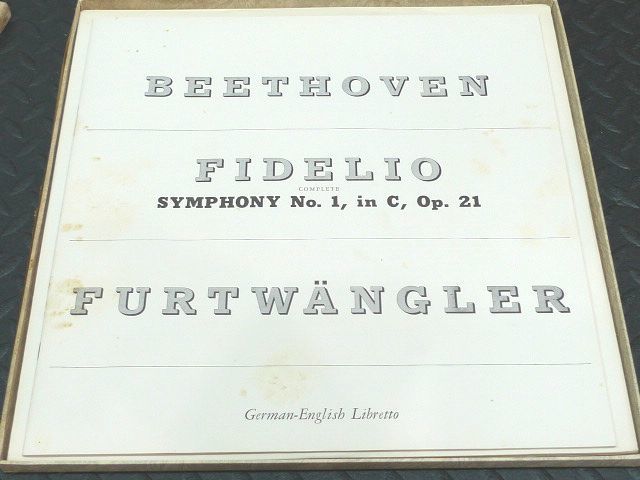 BEETHOVEN
FIDELIO
COMPLETE
SYMPHONY No. 1, in C, Op. 21
FURTWÄNGLER
German-English Libretto